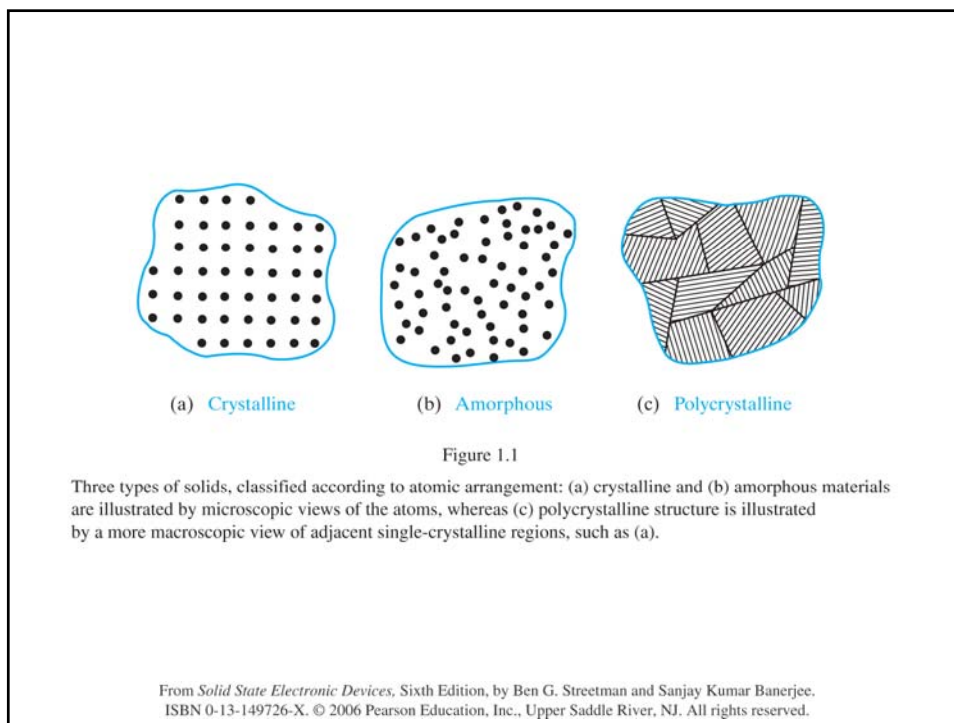 (a) Crystalline (b) Amorphous (c) Polycrystalline
Figure 1.1
Three types of solids, classified according to atomic arrangement: (a) crystalline and (b) amorphous materials
are illustrated by microscopic views of the atoms, whereas (c) polycrystalline structure is illustrated
by a more macroscopic view of adjacent single-crystalline regions, such as (a).
From Solid State Electronic Devices, Sixth Edition, by Ben G. Streetman and Sanjay Kumar Banerjee.
ISBN 0-13-149726-X. © 2006 Pearson Education, Inc., Upper Saddle River, NJ. All rights reserved.